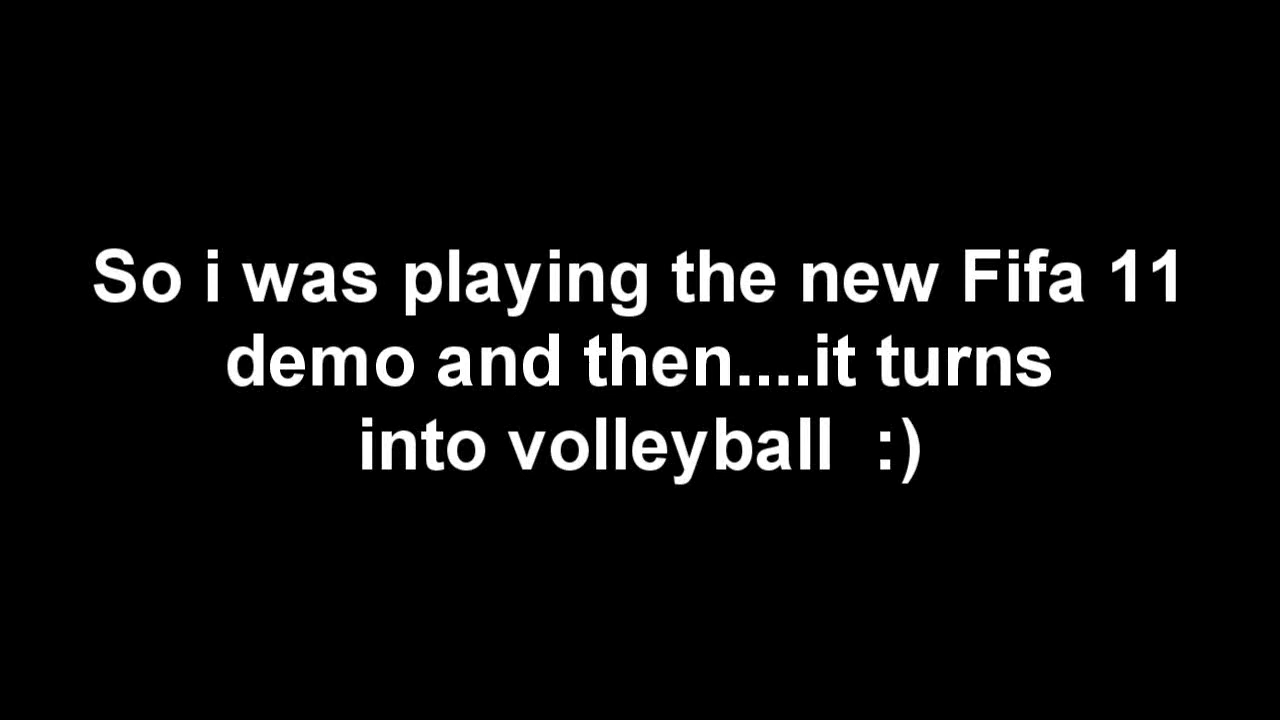 So i was playing the new Fifa 11
demo and then....it turns
into volleyball  :)